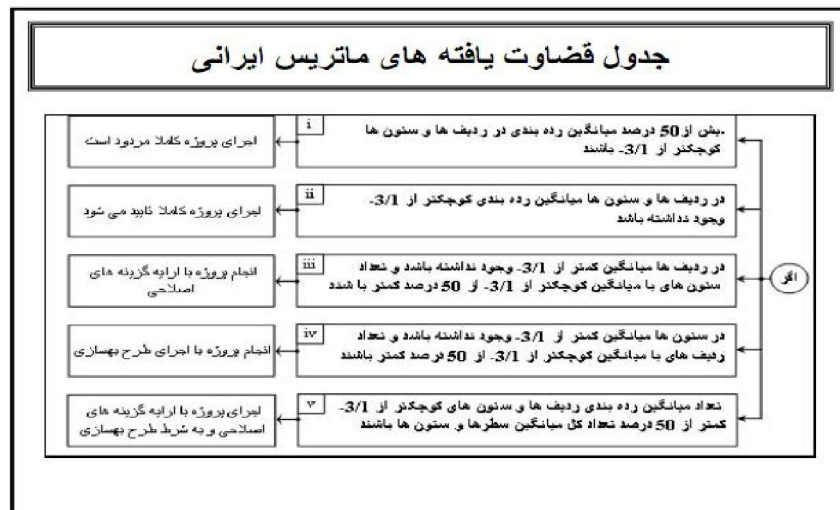 جدول قضاوت یافته های ماتریس ایرانی
اگر
i
.بیش از 50 درصد میانگین رده بندی در ردیف ها و ستون ها
کوچکتر از 3/1- باشند
اجرای پروژه کاملا مردود است
ii
در ردیف ها و ستون ها میانگین رده بندی کوچکتر از 3/1-
وجود نداشته باشد
اجرای پروژه کاملا تایید می شود
iii
در ردیف ها میانگین کمتر از 3/1- وجود نداشته باشد و تعداد
ستون های با میانگین کوچکتر از 3/1- از 50 درصد کمتر با شند
انجام پروژه با ارایه گزینه های
اصلاحی
iv
در ستون ها میانگین کمتر از 3/1- وجود نداشته باشد و تعداد
ردیف های با میانگین کوچکتر از 3/1- از 50 درصد کمتر باشند
انجام پروژه با اجرای طرح بهسازی
v
تعداد میانگین رده بندی ردیف ها و ستون های کوچکتر از 3/1-
کمتر از 50 درصد تعداد کل میانگین سطرها و ستون ها باشند
اجرای پروژه با ارایه گزینه های
اصلاحی و به شرط طرح بهسازی